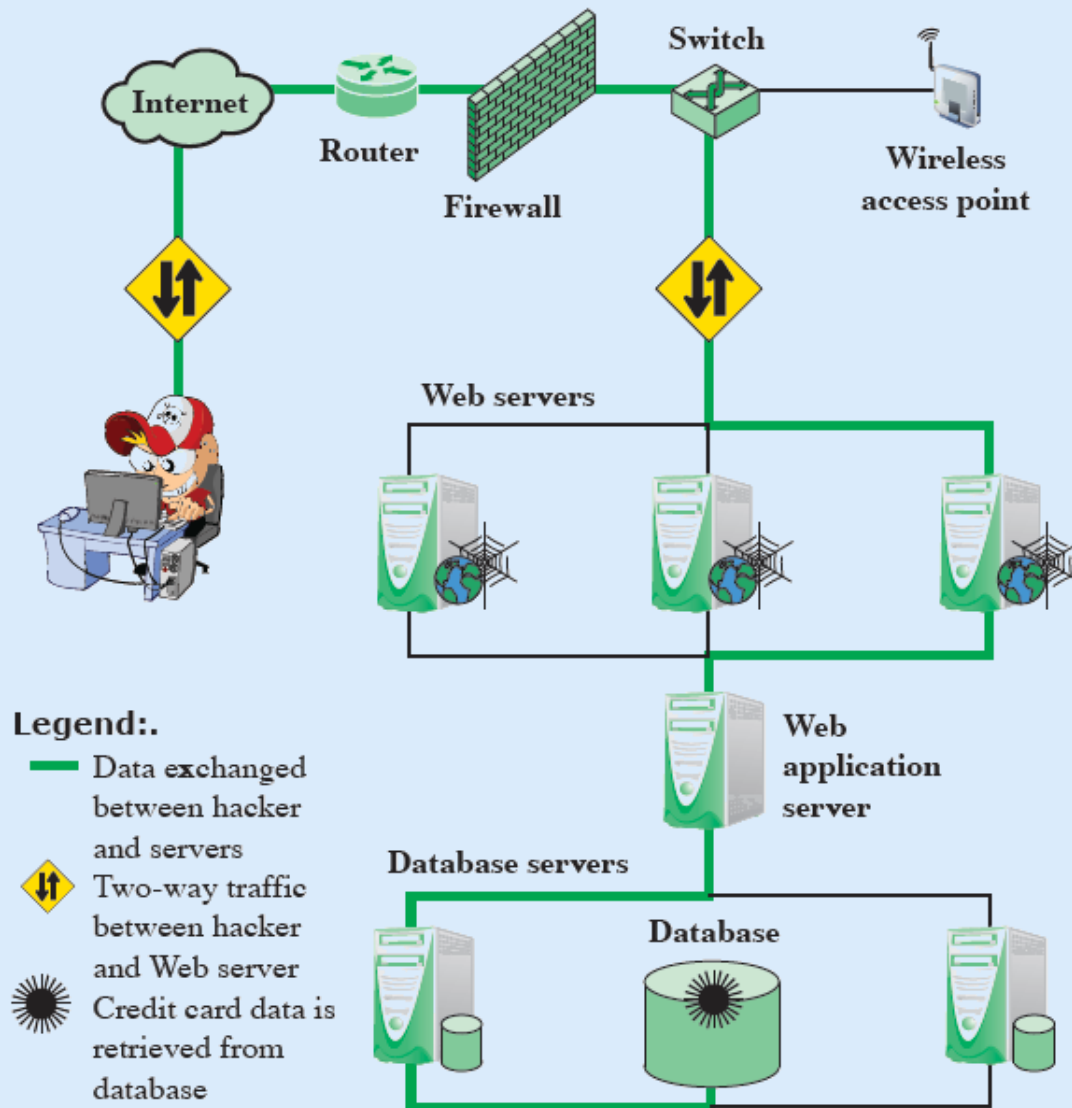 Switch
Internet
Router
Firewall
Wireless
access point
Web servers
Web
application
server
Legend:.
Data exchanged
between hacker
and servers
Two-way traffic
between hacker
and Web server
Credit card data is
retrieved from
database
Database servers
Database